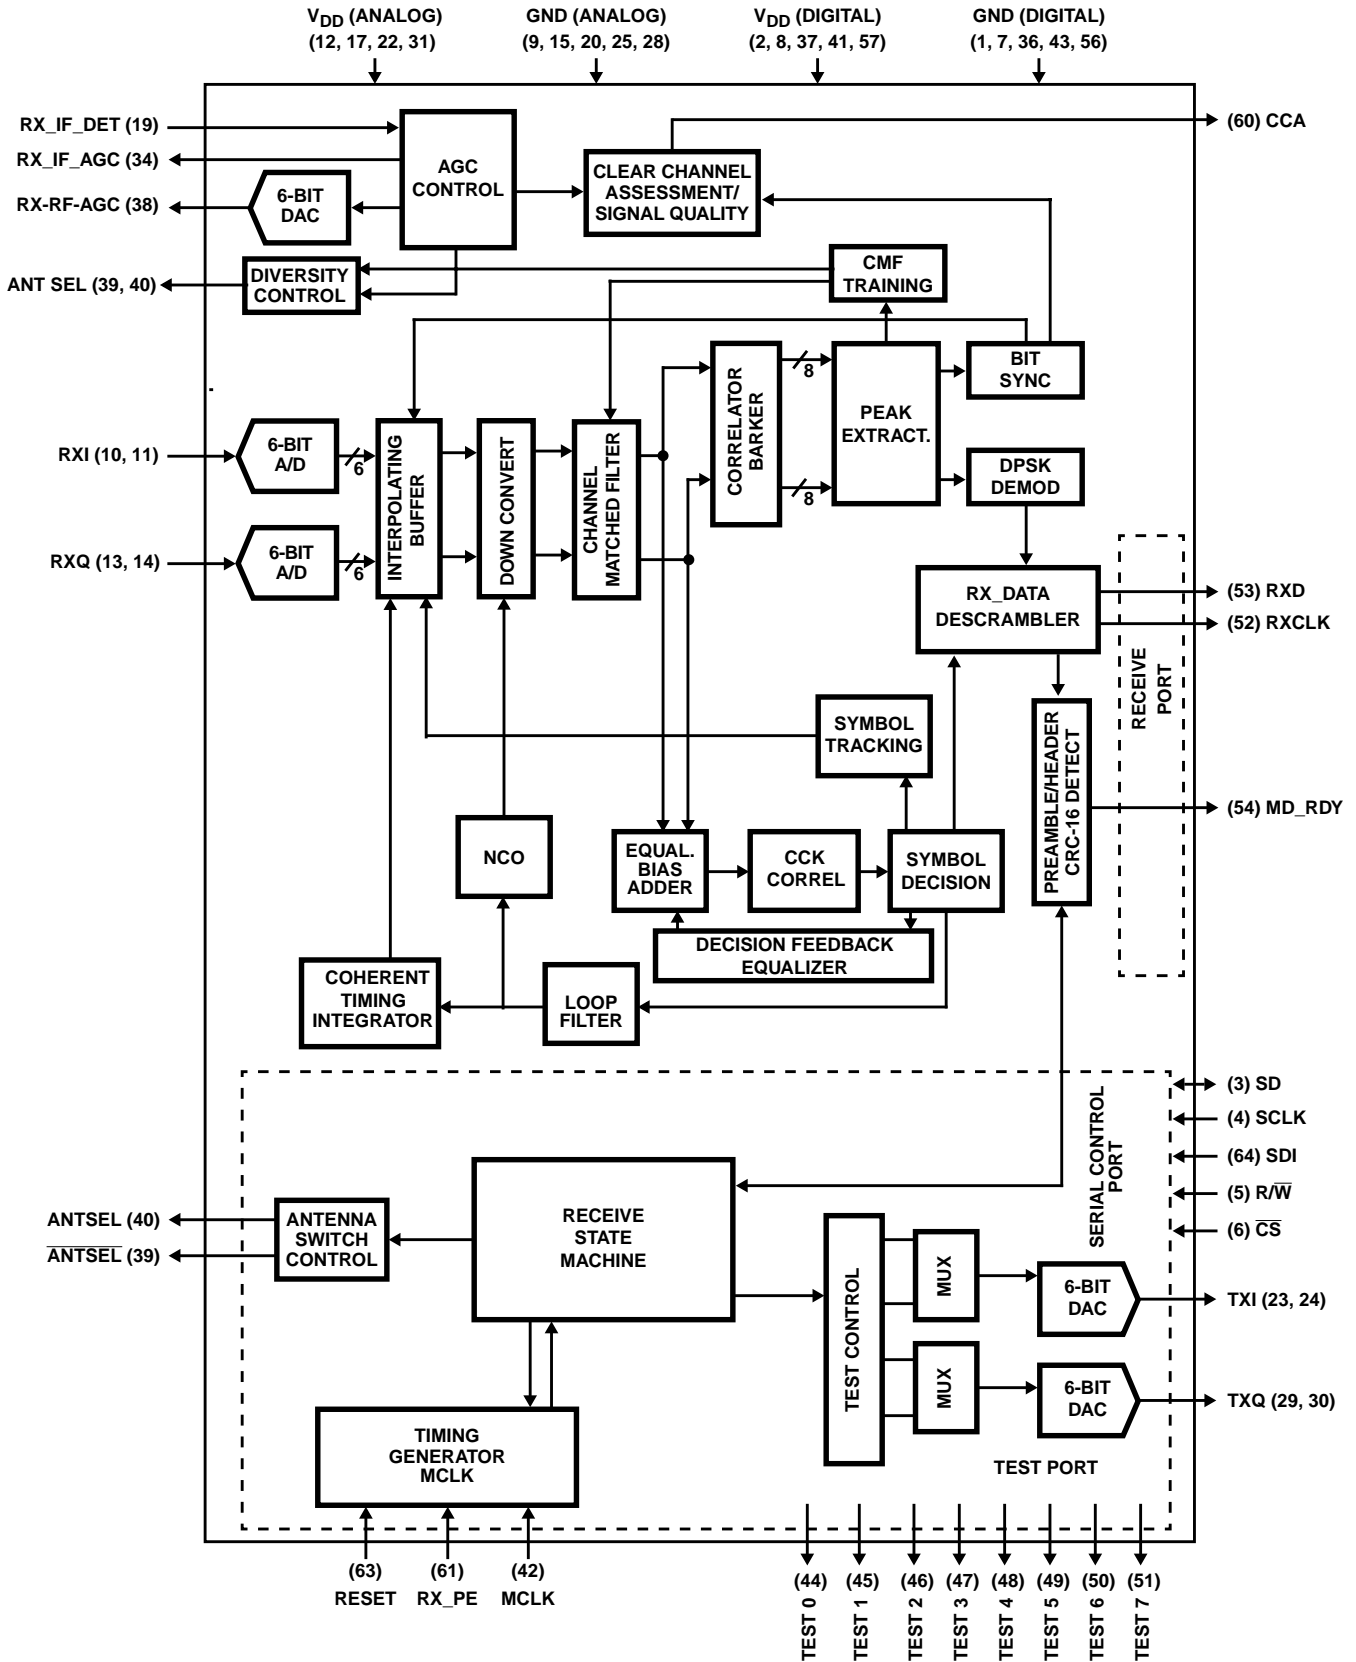 V_DD (ANALOG)
(12, 17, 22, 31)
GND (ANALOG)
(9, 15, 20, 25, 28)
V_DD (DIGITAL)
(2, 8, 37, 41, 57)
GND (DIGITAL)
(1, 7, 36, 43, 56)
RX_IF_DET (19)
RX_IF_AGC (34)
RX-RF-AGC (38)
ANT SEL (39, 40)
6-BIT
DAC
AGC
CONTROL
CLEAR CHANNEL
ASSESSMENT/
SIGNAL QUALITY
(60) CCA
DIVERSITY
CONTROL
CMF
TRAINING
RXI (10, 11)
RXQ (13, 14)
6-BIT
A/D
6
6-BIT
A/D
6
INTERPOLATING
BUFFER
DOWN CONVERT
CHANNEL
MATCHED FILTER
CORRELATOR
BARKER
8
8
PEAK
EXTRACT.
BIT
SYNC
DPSK
DEMOD
RX_DATA
DESCRAMBLER
(53) RXD
(52) RXCLK
RECEIVE
PORT
PREAMBLE/HEADER
CRC-16 DETECT
(54) MD_RDY
SYMBOL
TRACKING
NCO
EQUAL.
BIAS
ADDER
CCK
CORREL
SYMBOL
DECISION
DECISION FEEDBACK
EQUALIZER
COHERENT
TIMING
INTEGRATOR
LOOP
FILTER
SERIAL CONTROL
PORT
(3) SD
(4) SCLK
(64) SDI
(5) R/W̅
(6) C̅S̅
ANTSEL (40)
A̅N̅T̅S̅E̅L̅ (39)
ANTENNA
SWITCH
CONTROL
RECEIVE
STATE
MACHINE
TEST CONTROL
MUX
MUX
6-BIT
DAC
6-BIT
DAC
TXI (23, 24)
TXQ (29, 30)
TIMING
GENERATOR
MCLK
TEST PORT
(63)
RESET
(61)
RX_PE
(42)
MCLK
(44)
TEST 0
(45)
TEST 1
(46)
TEST 2
(47)
TEST 3
(48)
TEST 4
(49)
TEST 5
(50)
TEST 6
(51)
TEST 7